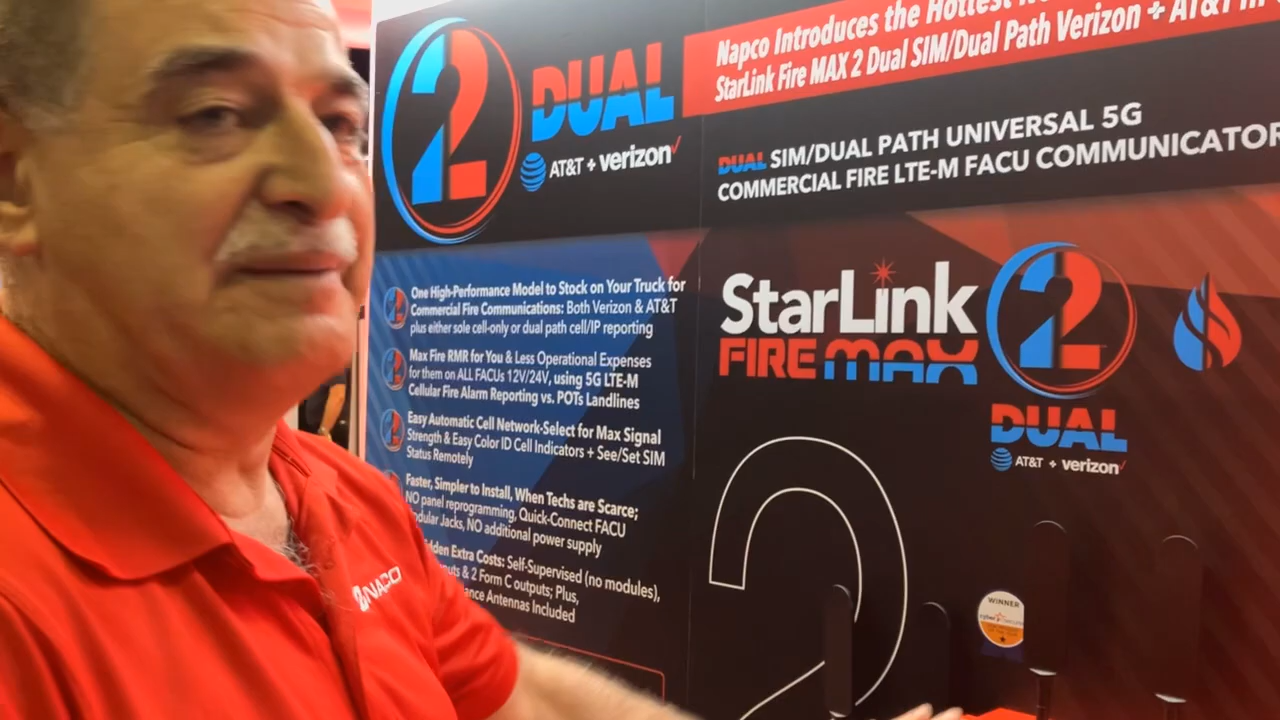 2
DUAL
AT&T + verizon
Napco Introduces the Hottest
StarLink Fire MAX 2 Dual SIM/Dual Path Verizon + AT&T
DUAL SIM/DUAL PATH UNIVERSAL 5G
COMMERCIAL FIRE LTE-M FACU COMMUNICATOR
2
One High-Performance Model to Stock on Your Truck for
Commercial Fire Communications: Both Verizon & AT&T
plus either sole cell-only or dual path cell/IP reporting
2
Max Fire RMR for You & Less Operational Expenses
for them on ALL FACUs 12V/24V, using 5G LTE-M
Cellular Fire Alarm Reporting vs. POTs Landlines
2
Easy Automatic Cell Network-Select for Max Signal
Strength & Easy Color ID Cell Indicators + See/Set SIM
Status Remotely
Faster, Simpler to Install, When Techs are Scarce;
NO panel reprogramming, Quick-Connect FACU
Jacks, NO additional power supply
Extra Costs: Self-Supervised (no modules),
& 2 Form C outputs; Plus,
Antennas Included
StarLink
FIRE MAX
2
DUAL
AT&T + verizon
2
WINNER
NAPCO